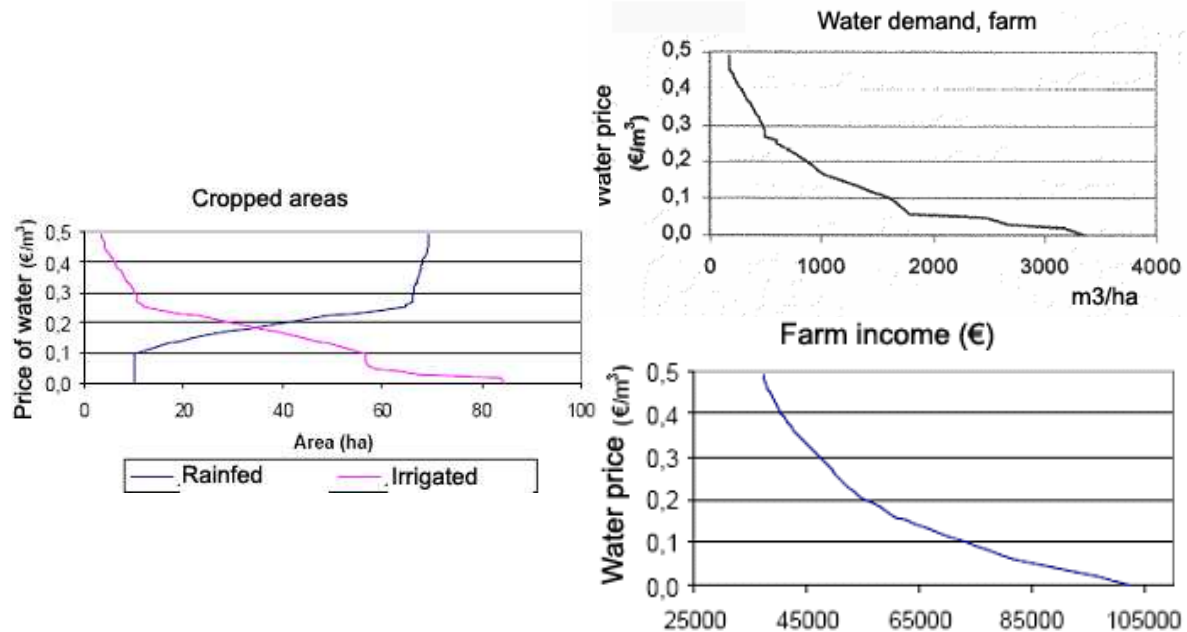 Cropped areas
Price of water (€/m³)
0,5
0,4
0,3
0,2
0,1
0,0
0 20 40 60 80 100
Area (ha)
Rainfed Irrigated
Water demand, farm
Water price
(€/m³)
0,5
0,4
0,3
0,2
0,1
0,0
0 1000 2000 3000 4000
m3/ha
Farm income (€)
Water price (€/m³)
0,5
0,4
0,3
0,2
0,1
0,0
25000 45000 65000 85000 105000